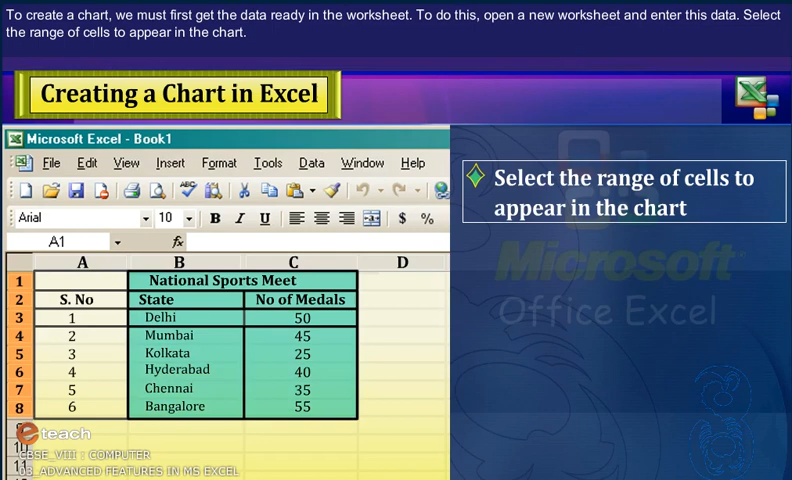 To create a chart, we must first get the data ready in the worksheet. To do this, open a new worksheet and enter this data. Select
the range of cells to appear in the chart.
Creating a Chart in Excel
Microsoft Excel - Book1
File Edit View Insert Format Tools Data Window Help
Arial 10 B I U $ %
A1 fx
A B C D
1 National Sports Meet
2 S. No State No of Medals
3 1 Delhi 50
4 2 Mumbai 45
5 3 Kolkata 25
6 4 Hyderabad 40
7 5 Chennai 35
8 6 Bangalore 55
9
10
11
Select the range of cells to
appear in the chart
Microsoft
Office Excel
e teach
CBSE_VIII : COMPUTER
03_ADVANCED FEATURES IN MS EXCEL